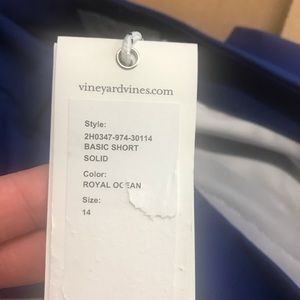 vineyardvines.com
Style:
2H0347-974-30114
BASIC SHORT
SOLID
Color:
ROYAL OCEAN
Size:
14